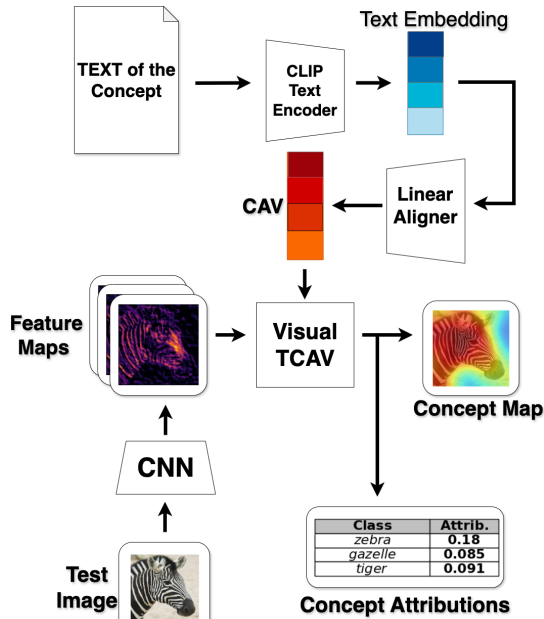 Text Embedding
TEXT of the
Concept
CLIP
Text
Encoder
CAV
Linear
Aligner
Feature
Maps
Visual
TCAV
Concept Map
CNN
Class Attrib.
zebra 0.18
gazelle 0.085
tiger 0.091
Test
Image
Concept Attributions